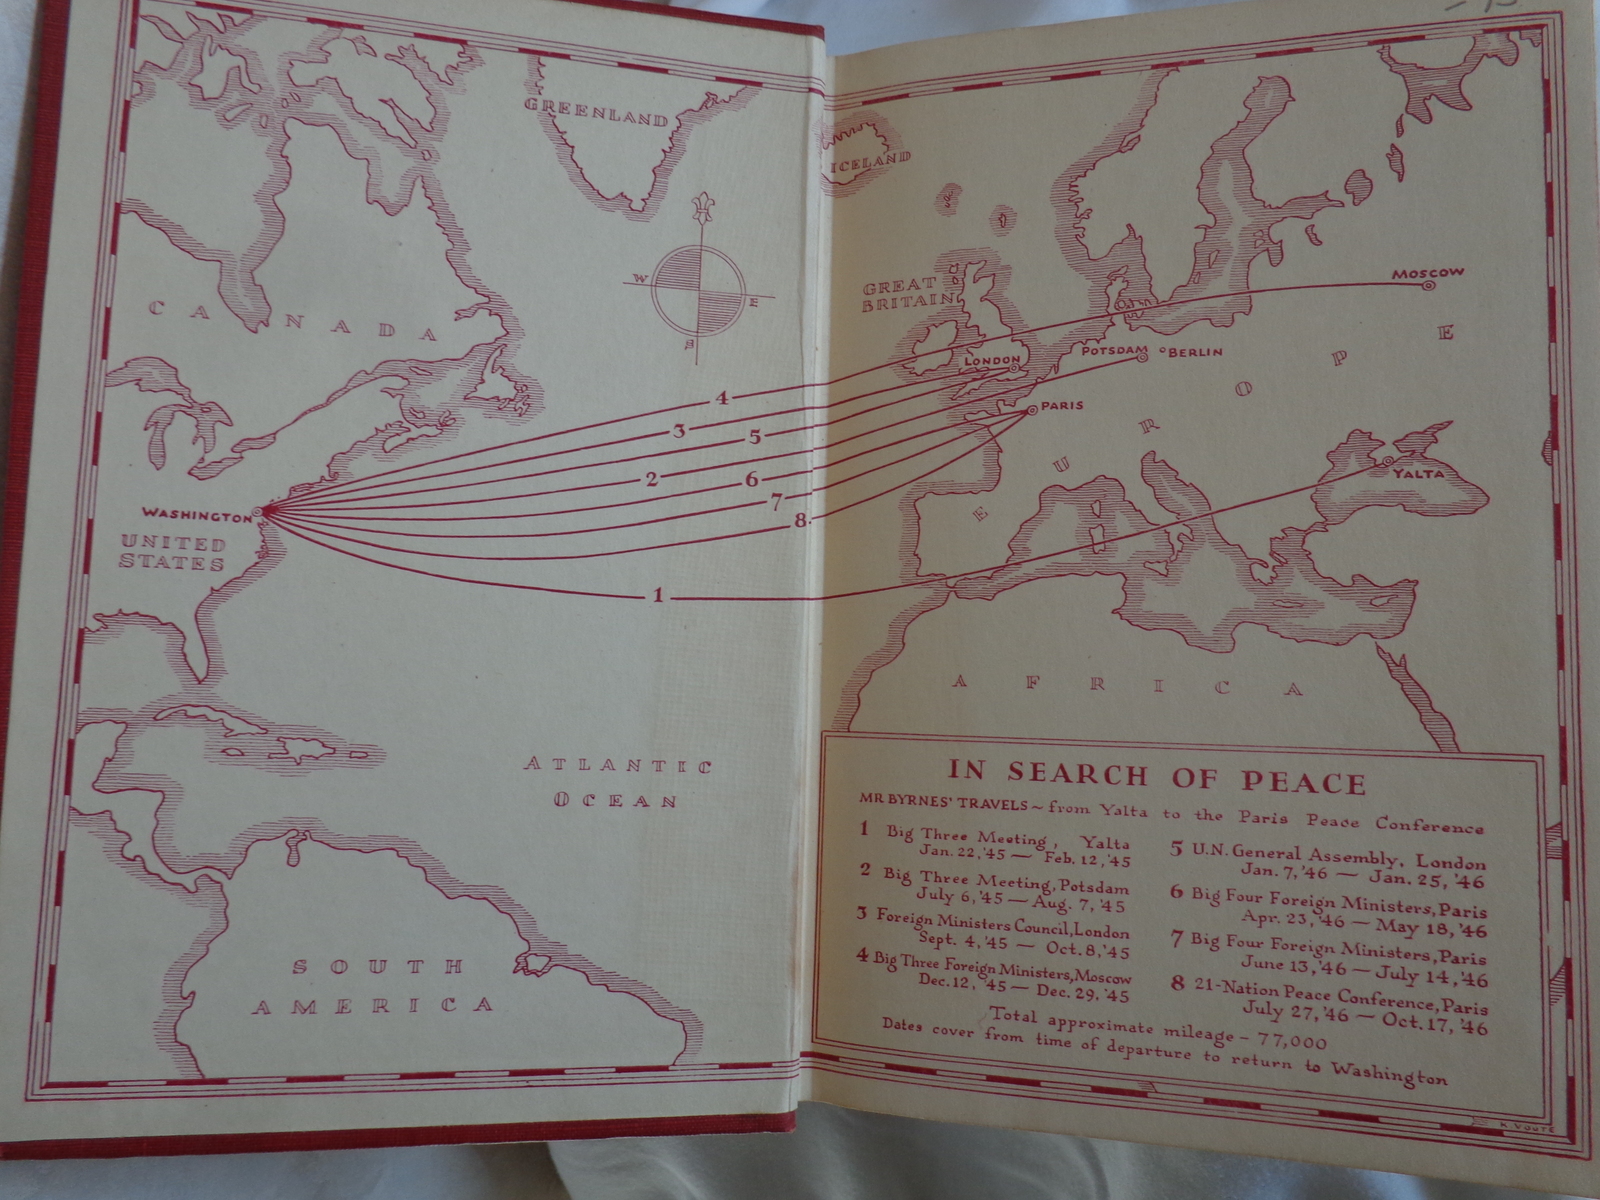 GREENLAND
ICELAND
W
E
S
GREAT
BRITAIN
MOSCOW
CANADA
LONDON
POTSDAM
BERLIN
PARIS
EUROPE
YALTA
4
3
5
2
6
7
8
1
WASHINGTON
UNITED
STATES
AFRICA
ATLANTIC
OCEAN
SOUTH
AMERICA
IN SEARCH OF PEACE
MR BYRNES' TRAVELS ~ from Yalta to the Paris Peace Conference
1 Big Three Meeting, Yalta
Jan. 22,'45 — Feb. 12,'45
2 Big Three Meeting, Potsdam
July 6,'45 — Aug. 7,'45
3 Foreign Ministers Council, London
Sept. 4,'45 — Oct. 8,'45
4 Big Three Foreign Ministers, Moscow
Dec. 12, '45 — Dec. 29, '45
5 U.N. General Assembly, London
Jan. 7,'46 — Jan. 25, '46
6 Big Four Foreign Ministers, Paris
Apr. 23,'46 — May 18,'46
7 Big Four Foreign Ministers, Paris
June 13,'46 — July 14,'46
8 21-Nation Peace Conference, Paris
July 27,'46 — Oct. 17, '46
Total approximate mileage - 77,000
Dates cover from time of departure to return to Washington
K VOUTE